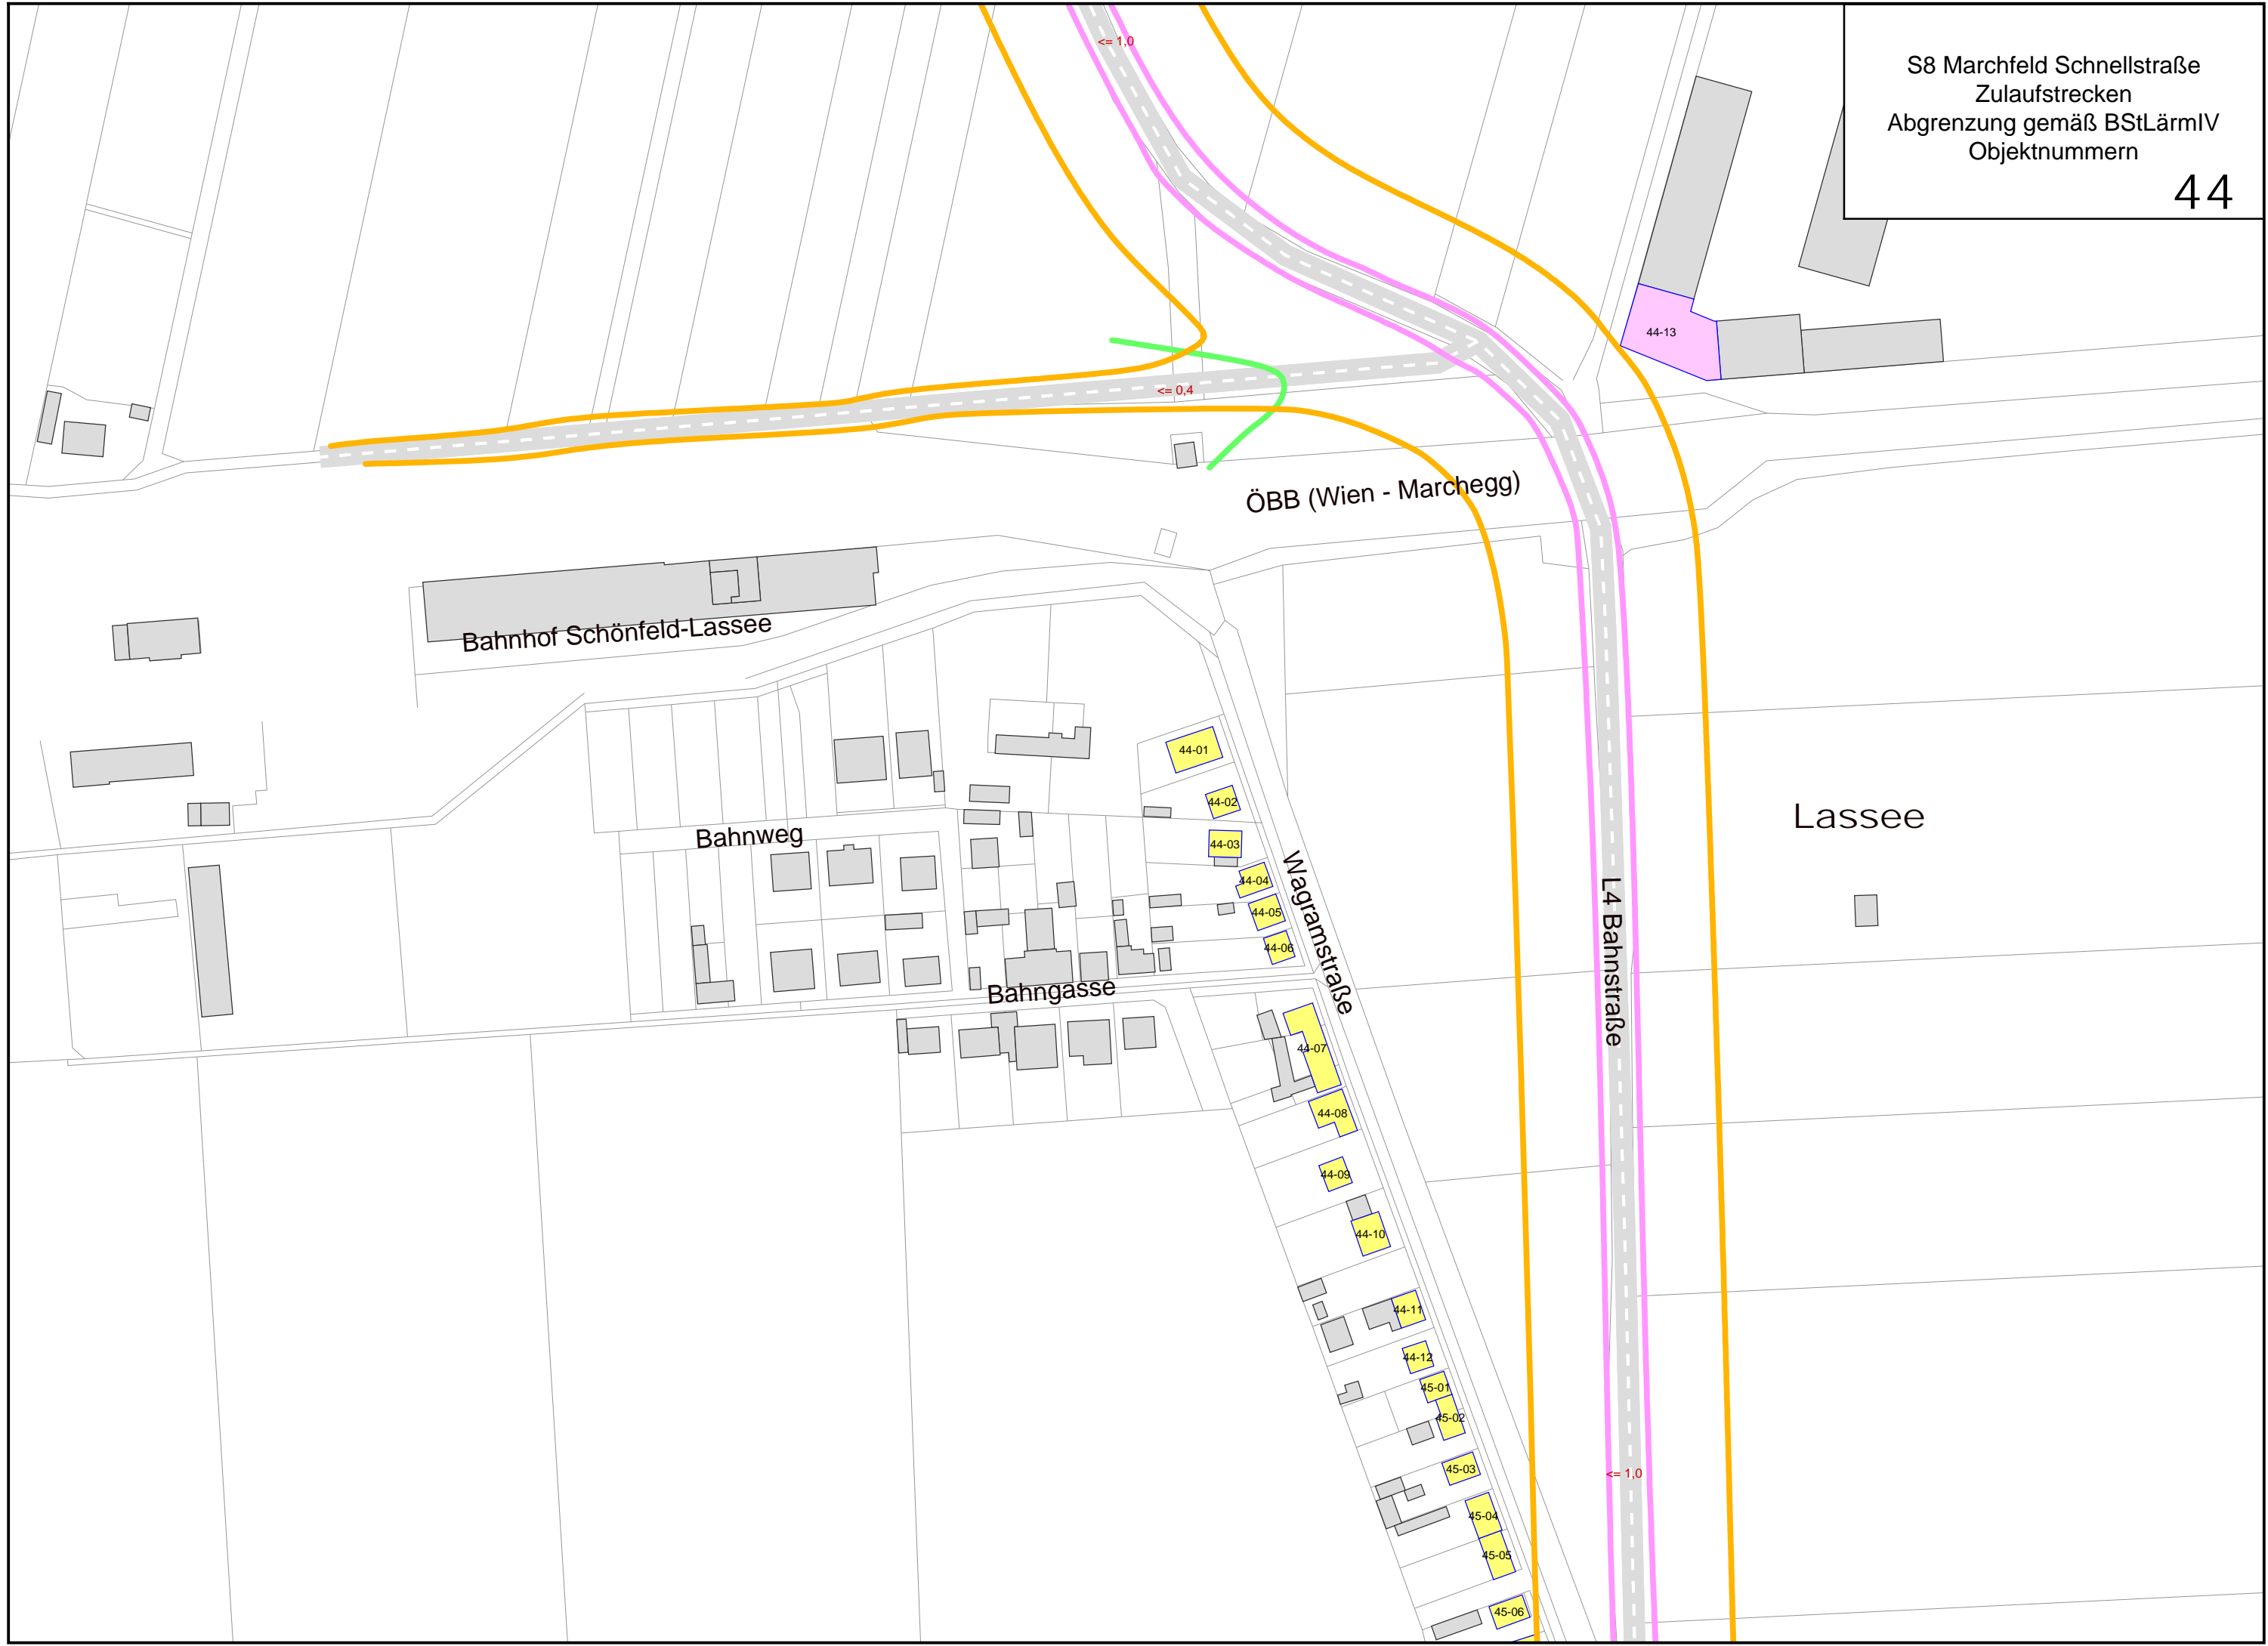 S8 Marchfeld Schnellstraße
Zulaufstrecken
Abgrenzung gemäß BStLärmIV
Objektnummern
44
<= 1,0
44-13
<= 0,4
ÖBB (Wien - Marchegg)
Bahnhof Schönfeld-Lassee
44-01
44-02
Lassee
Bahnweg
44-03
44-04
Wagramstraße
44-05
L4 Bahnstraße
44-06
Bahngasse
44-07
44-08
44-09
44-10
44-11
44-12
45-01
45-02
45-03
<= 1,0
45-04
45-05
45-06